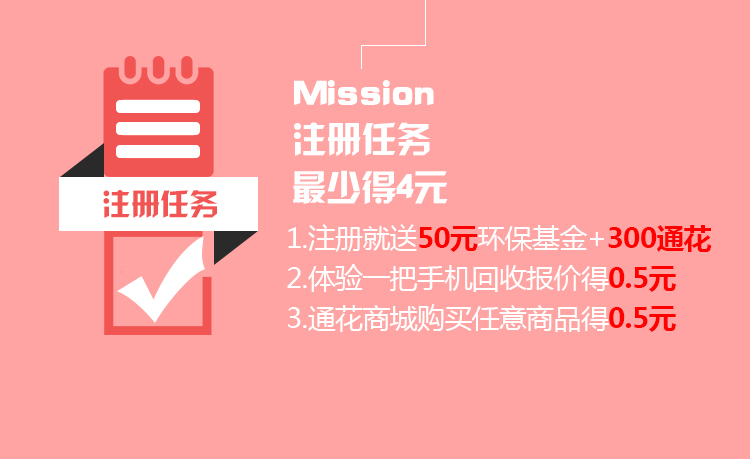 Mission
注册任务
最少得4元
注册任务
1.注册就送50元环保基金+300通花
2.体验一把手机回收报价得0.5元
3.通花商城购买任意商品得0.5元